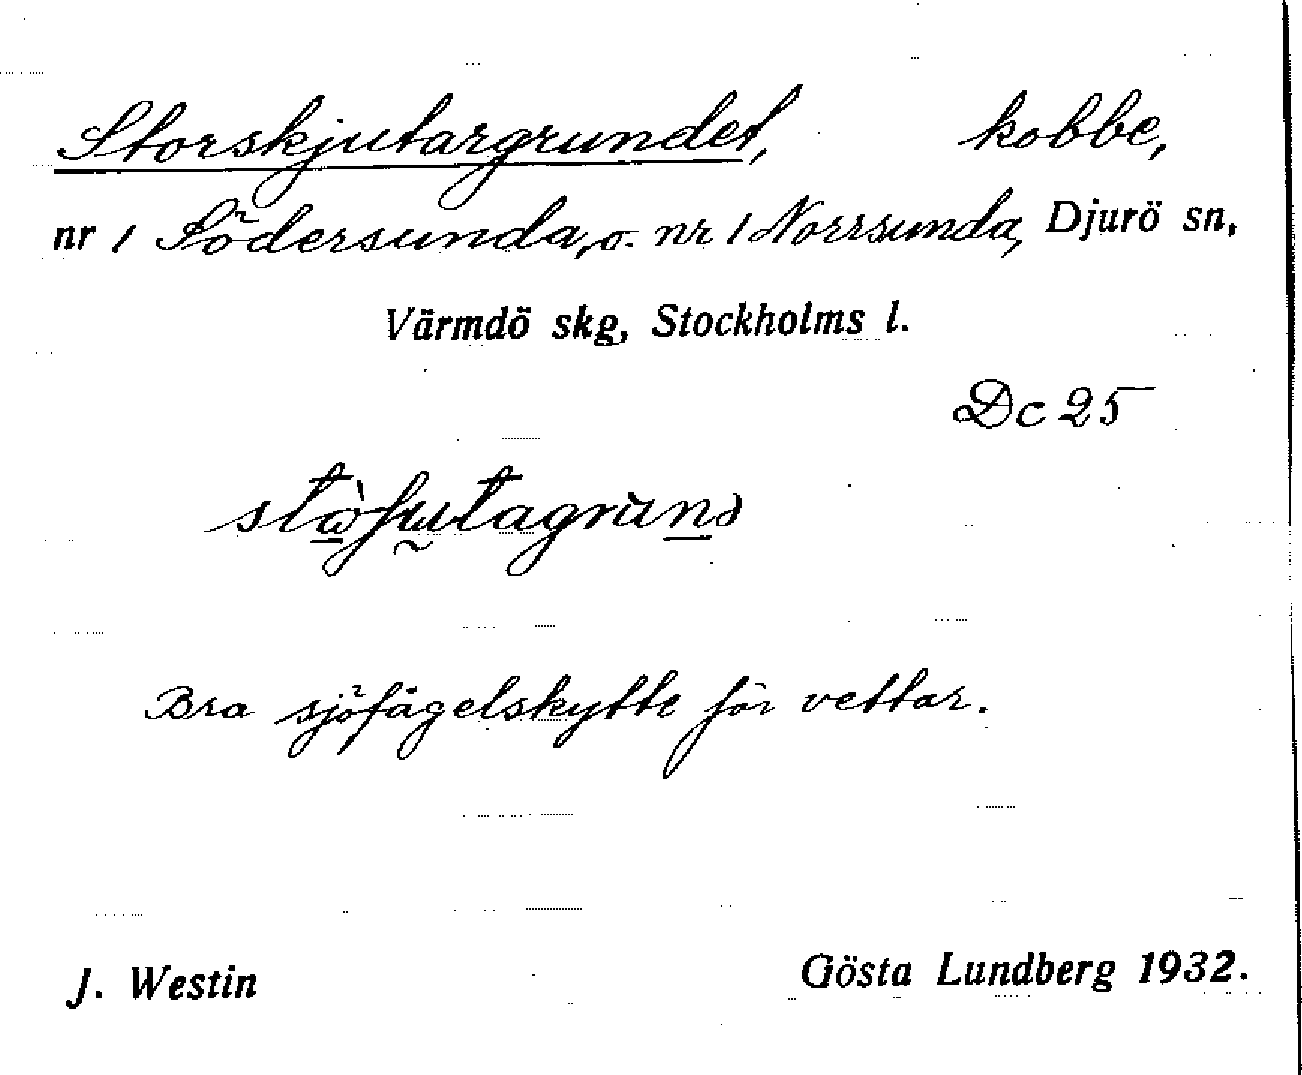 Storskjutargrundet, kobbe,
nr 1 Södersunda, o. nr 1 Norrsunda, Djurö sn,
Värmdö skg, Stockholms l.
Dc 25
Bra sjöfågelskytte för vettar.
J. Westin Gösta Lundberg 1932.